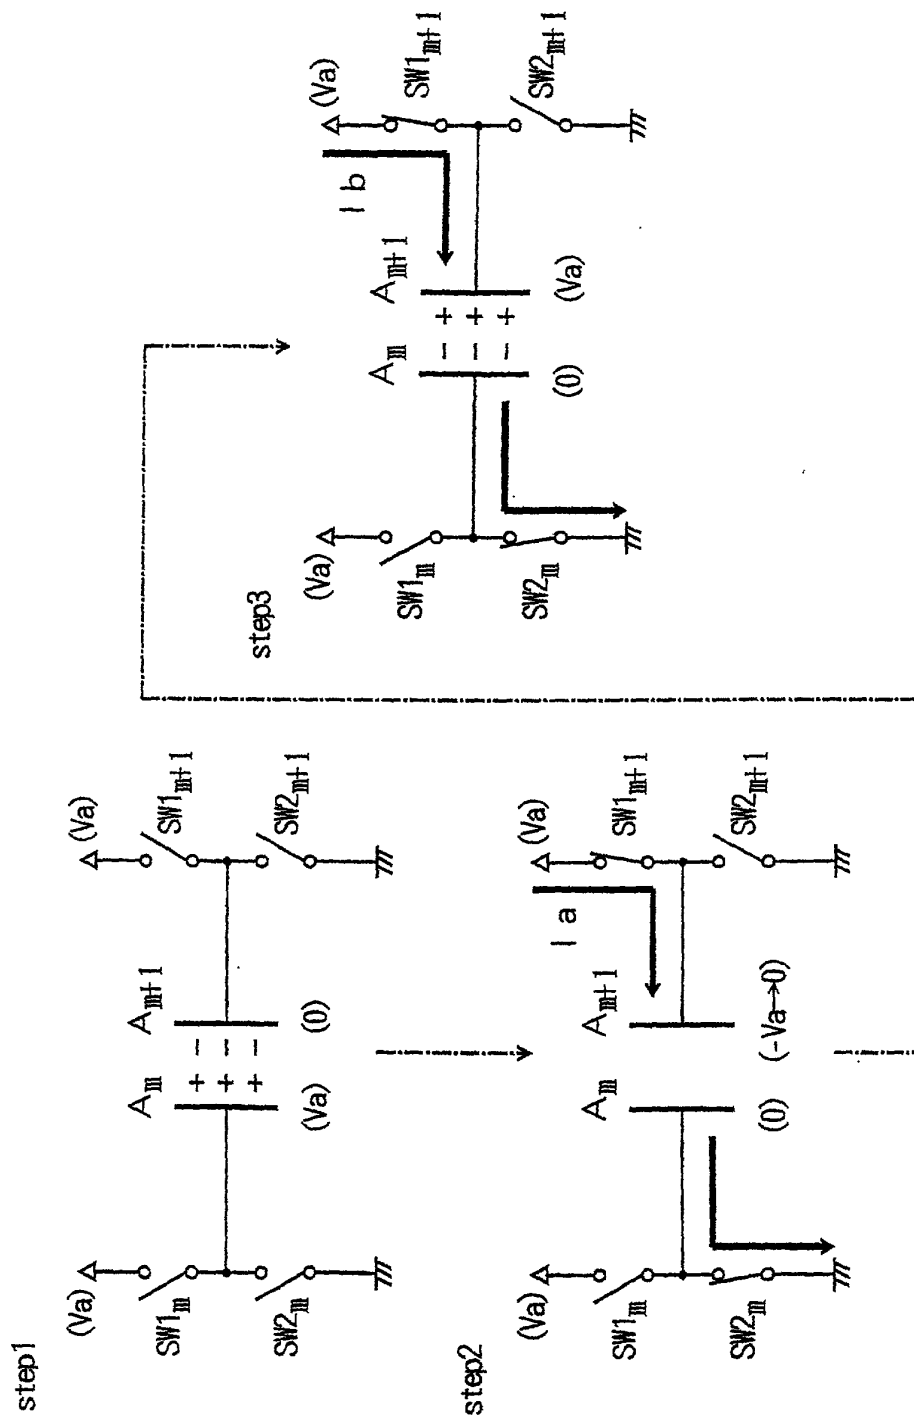 step1
(Va)
(Va)
SW1m
SW1m+1
Am
Am+1
+ −
+ −
+ −
SW2m
SW2m+1
(Va)
(0)
step2
(Va)
(Va)
SW1m
SW1m+1
Ia
Am
Am+1
SW2m
SW2m+1
(0)
(-Va→0)
step3
(Va)
(Va)
SW1m
SW1m+1
Ib
Am
Am+1
− +
− +
− +
SW2m
SW2m+1
(0)
(Va)